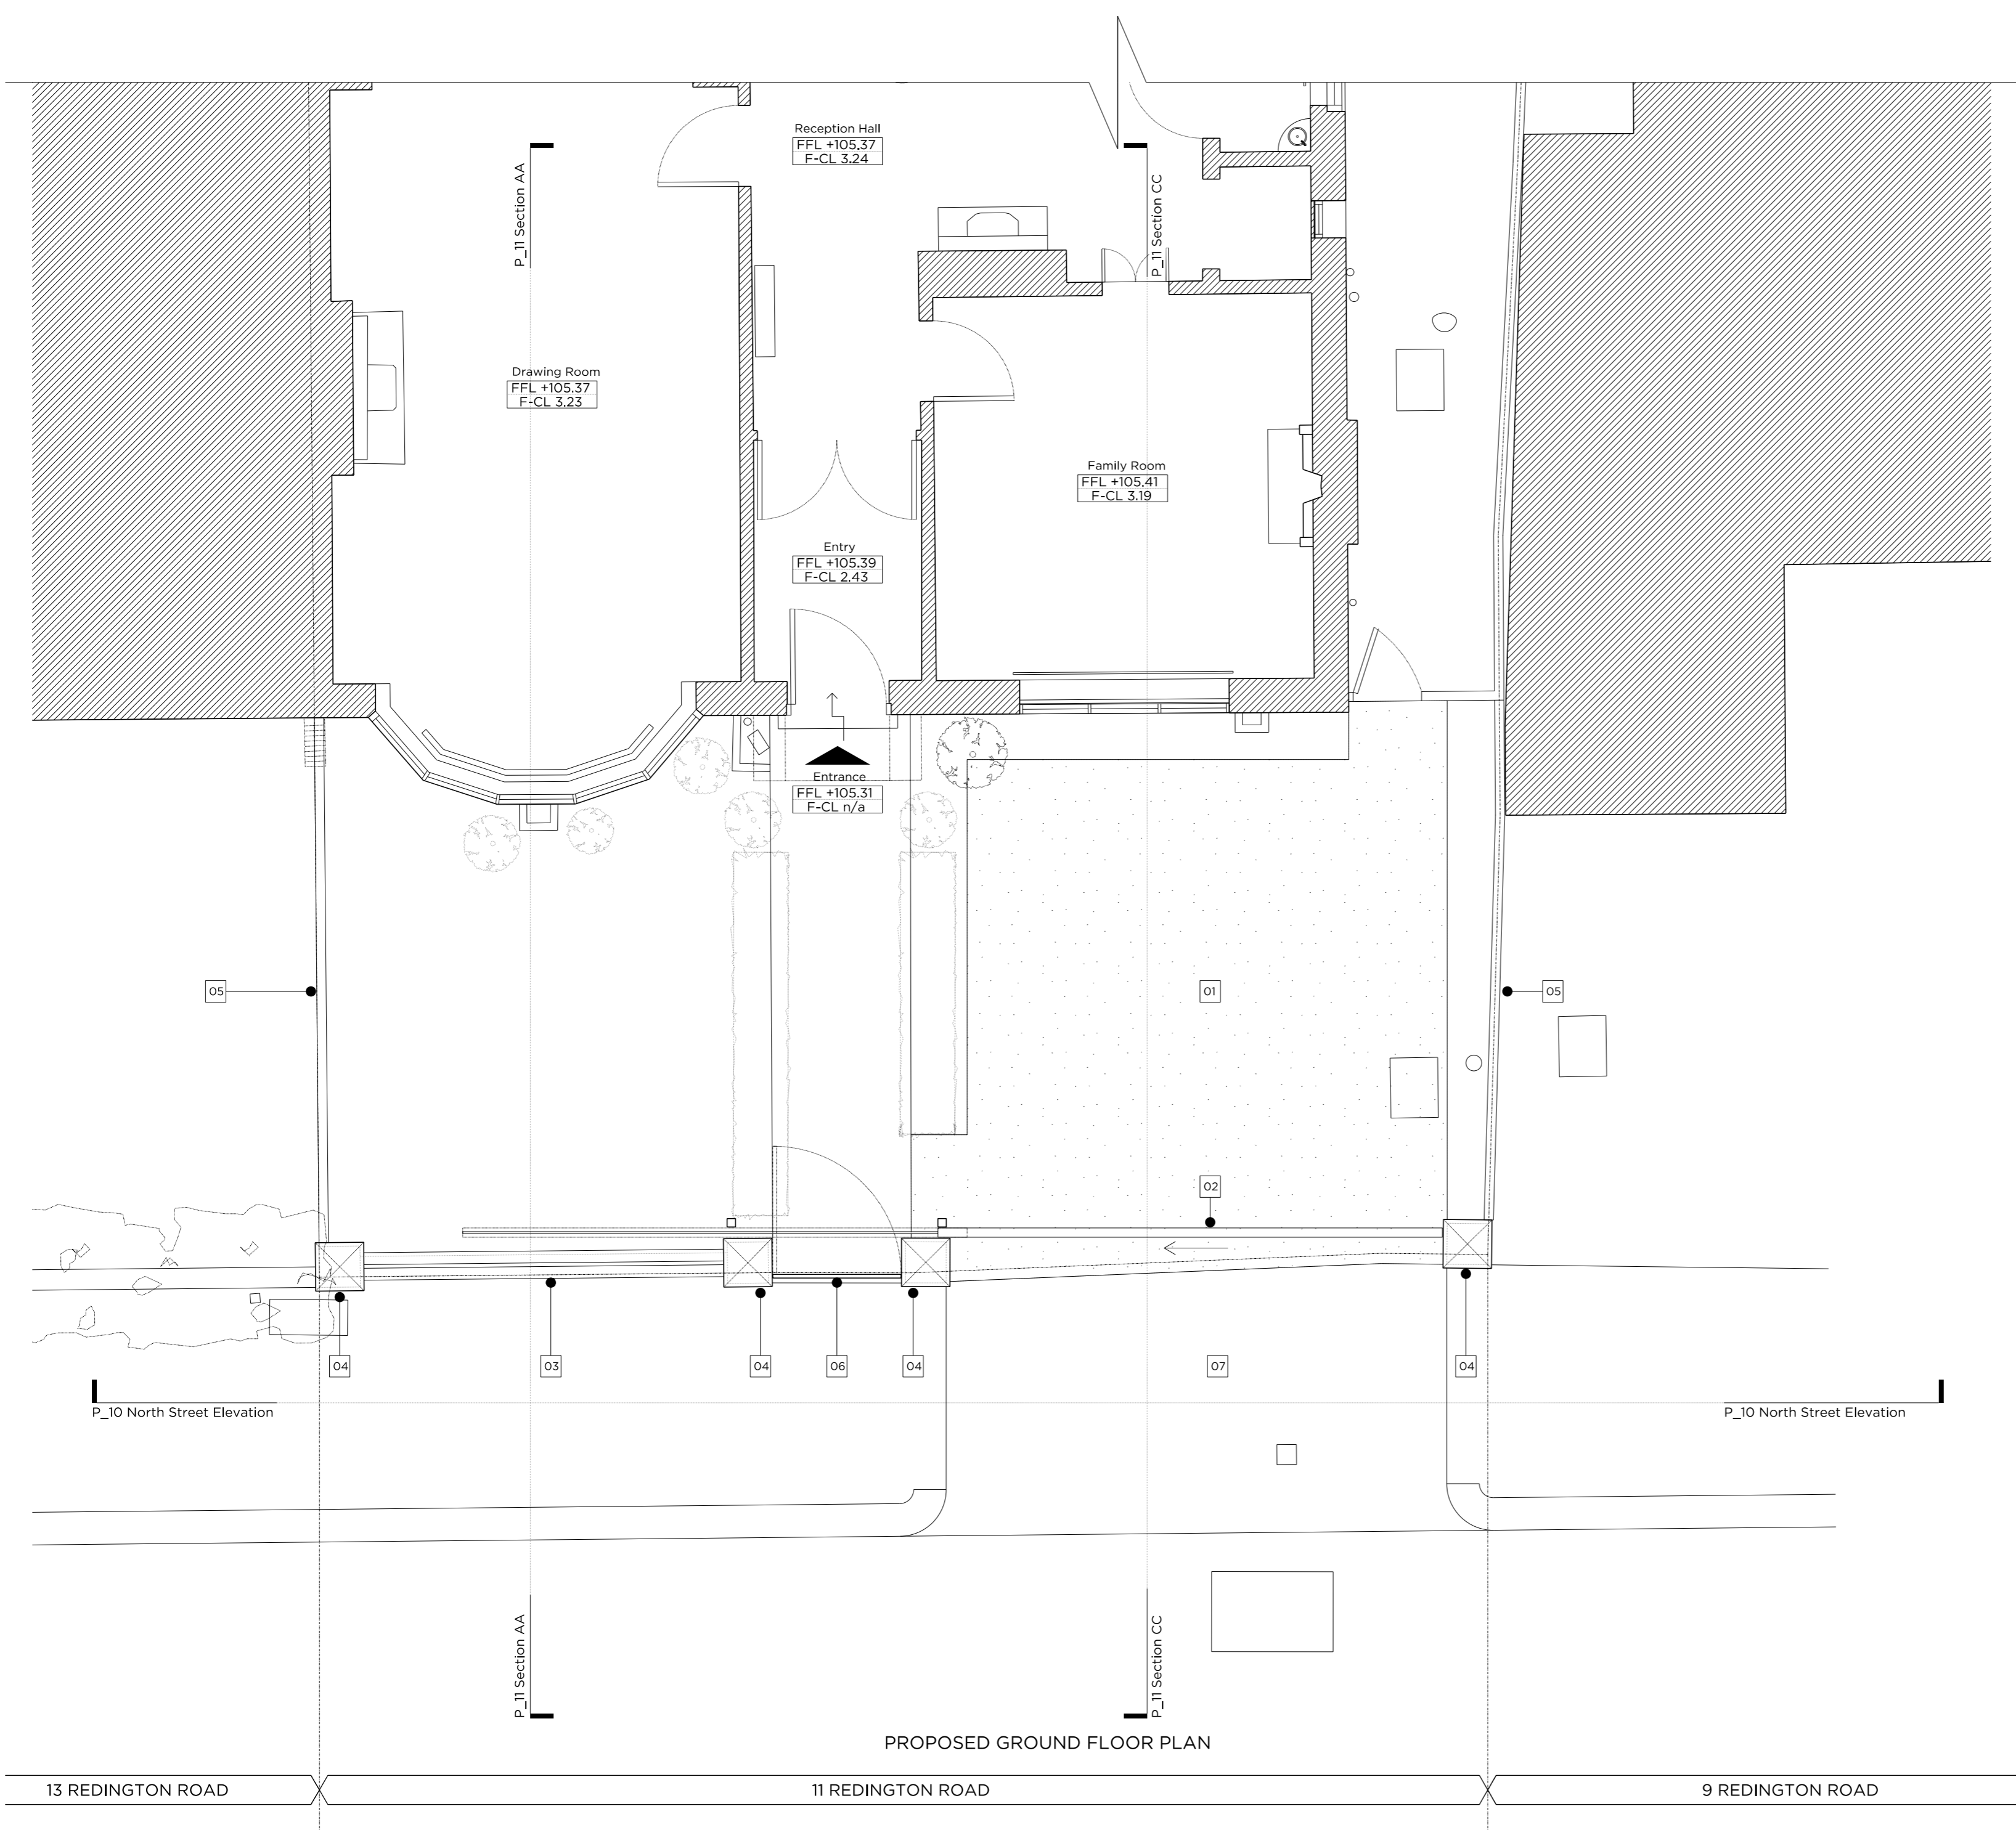 Reception Hall
FFL +105.37
F-CL 3.24
P_11 Section AA
P_11 Section CC
Drawing Room
FFL +105.37
F-CL 3.23
Family Room
FFL +105.41
F-CL 3.19
Entry
FFL +105.39
F-CL 2.43
Entrance
FFL +105.31
F-CL n/a
05
01
05
02
04
03
04
06
04
07
04
P_10 North Street Elevation
P_10 North Street Elevation
P_11 Section AA
P_11 Section CC
PROPOSED GROUND FLOOR PLAN
13 REDINGTON ROAD
11 REDINGTON ROAD
9 REDINGTON ROAD